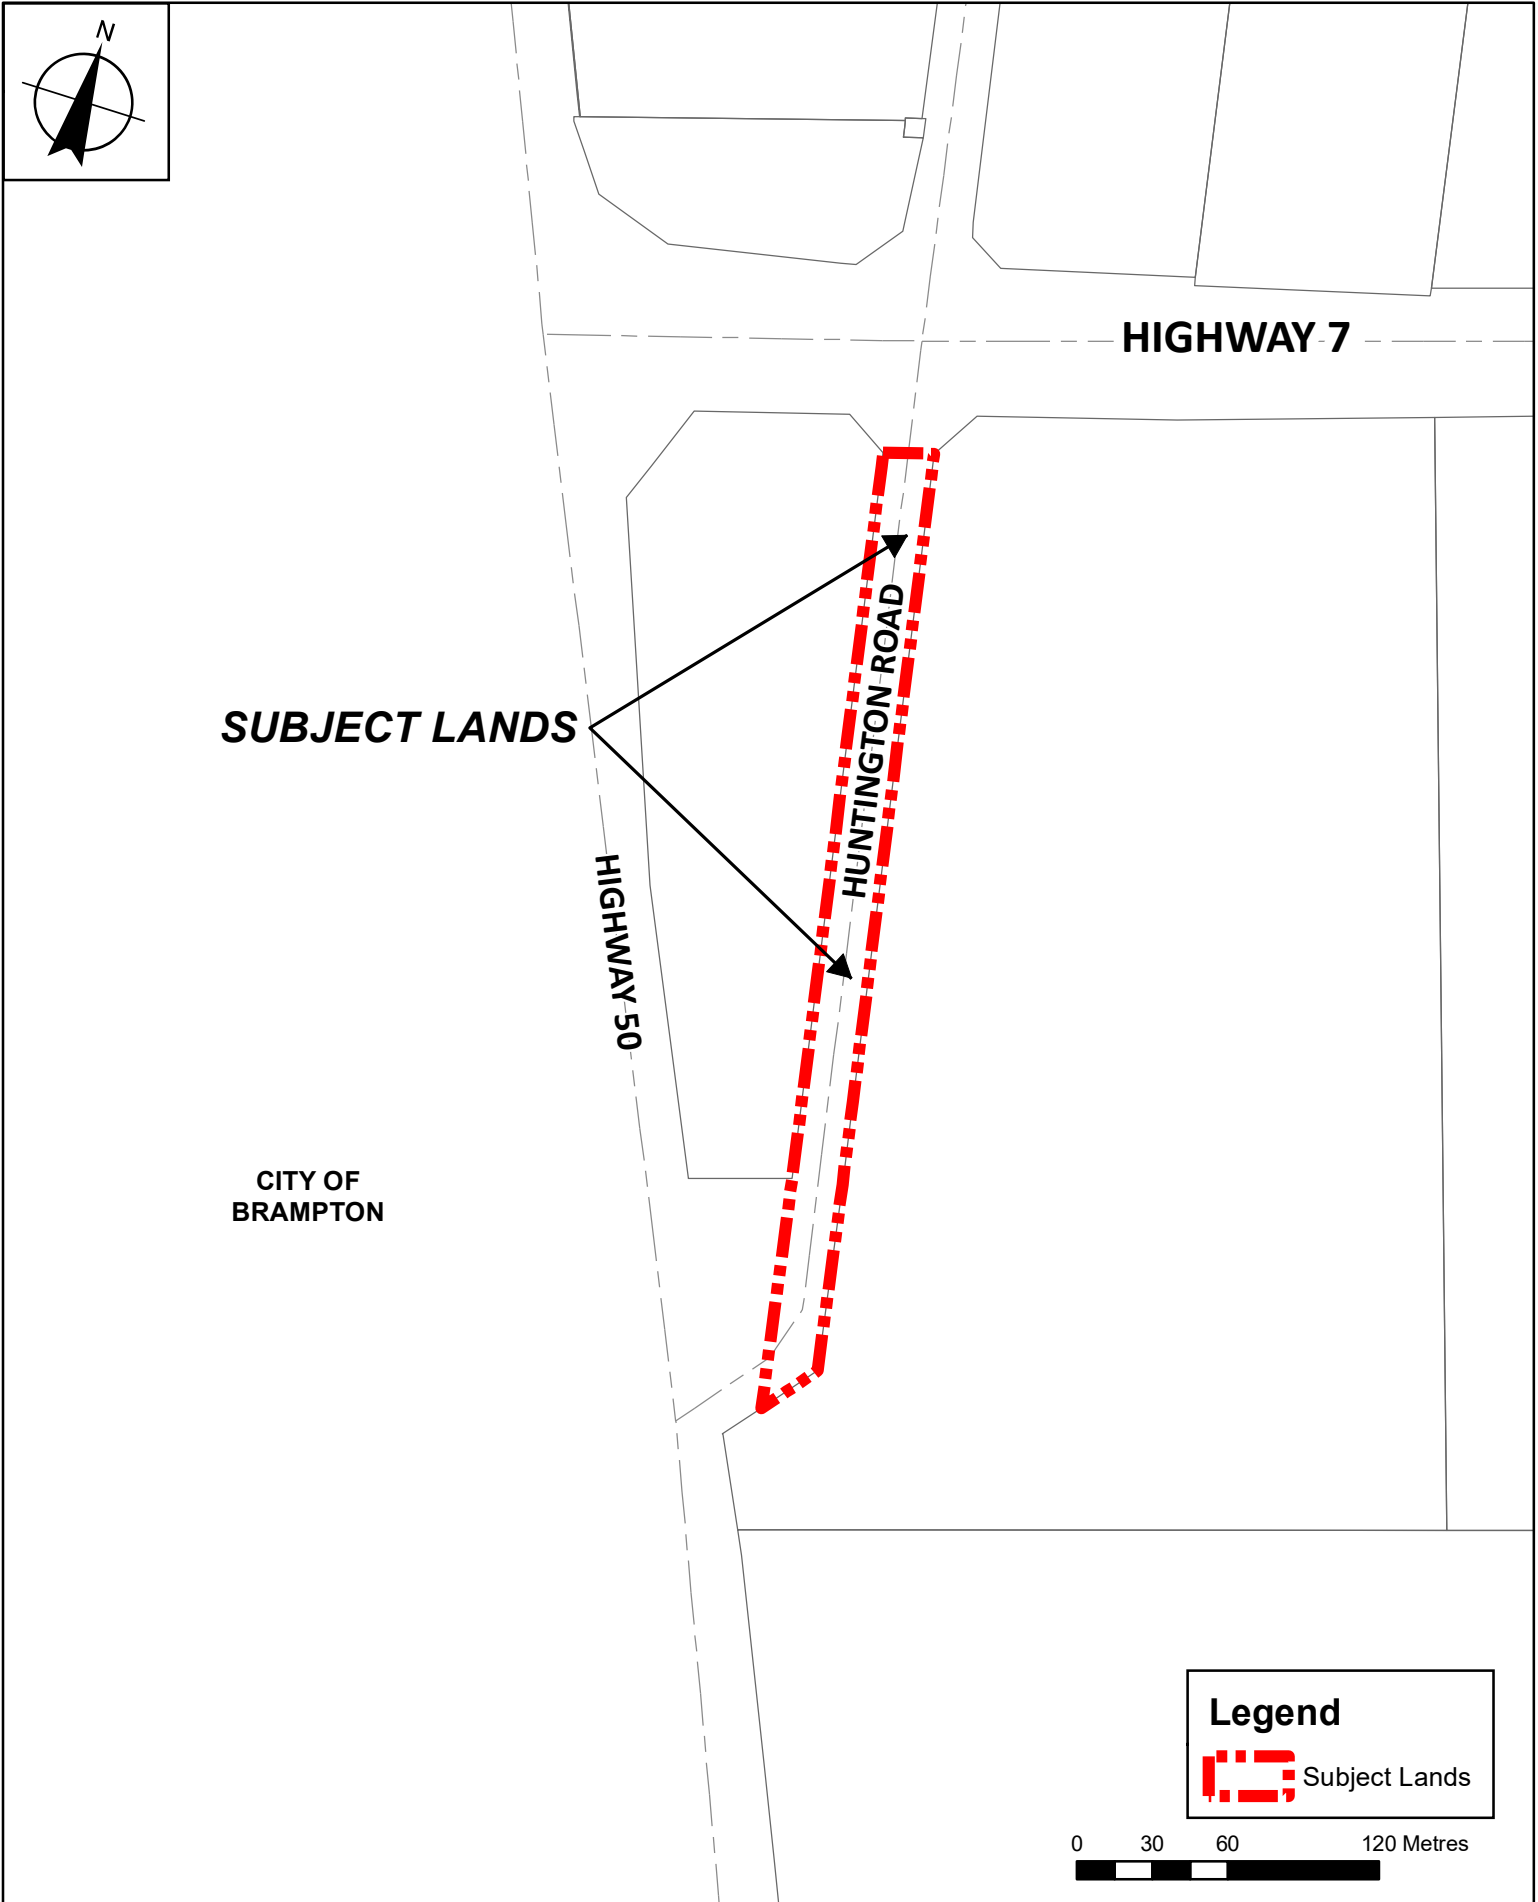 N
HIGHWAY 7
HUNTINGTON ROAD
SUBJECT LANDS
HIGHWAY 50
CITY OF
BRAMPTON
Legend
Subject Lands
0 30 60 120 Metres